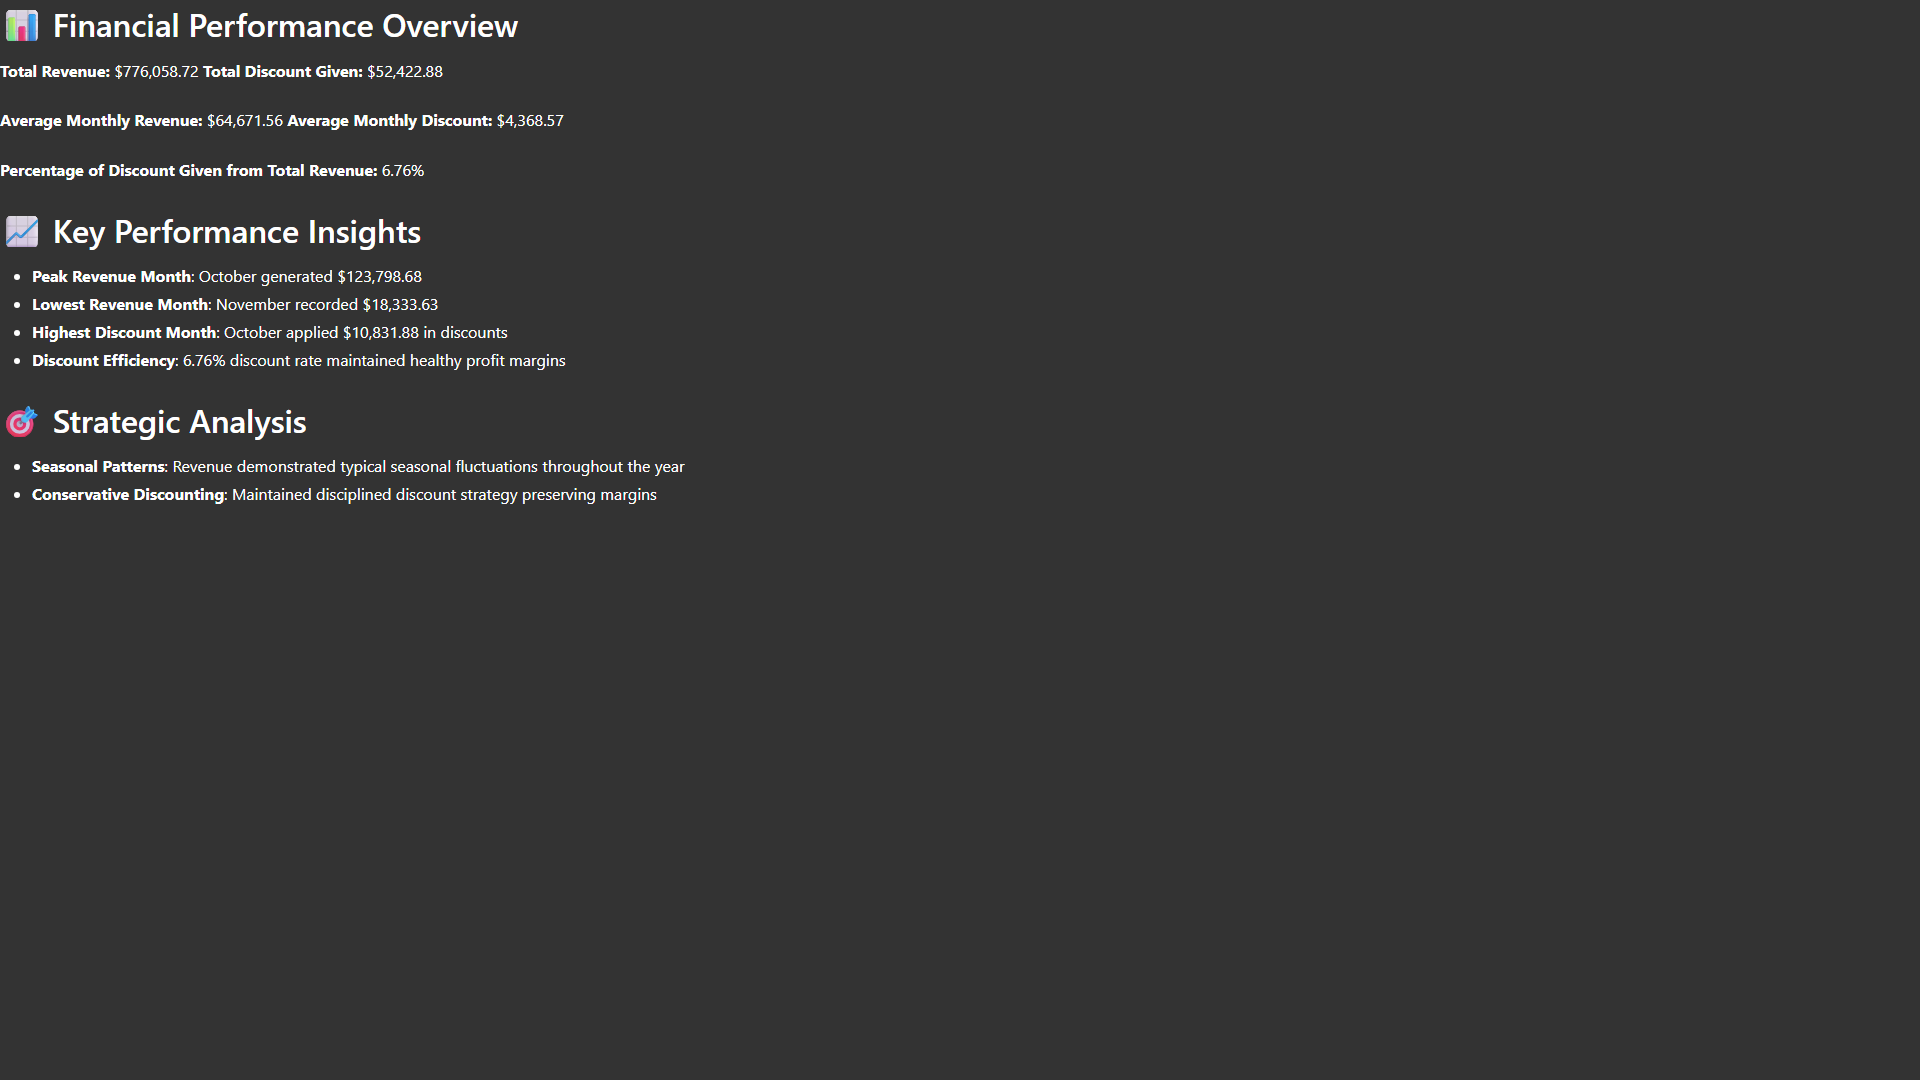 Financial Performance Overview
Total Revenue: $776,058.72 Total Discount Given: $52,422.88
Average Monthly Revenue: $64,671.56 Average Monthly Discount: $4,368.57
Percentage of Discount Given from Total Revenue: 6.76%
Key Performance Insights
• Peak Revenue Month: October generated $123,798.68
• Lowest Revenue Month: November recorded $18,333.63
• Highest Discount Month: October applied $10,831.88 in discounts
• Discount Efficiency: 6.76% discount rate maintained healthy profit margins
Strategic Analysis
• Seasonal Patterns: Revenue demonstrated typical seasonal fluctuations throughout the year
• Conservative Discounting: Maintained disciplined discount strategy preserving margins